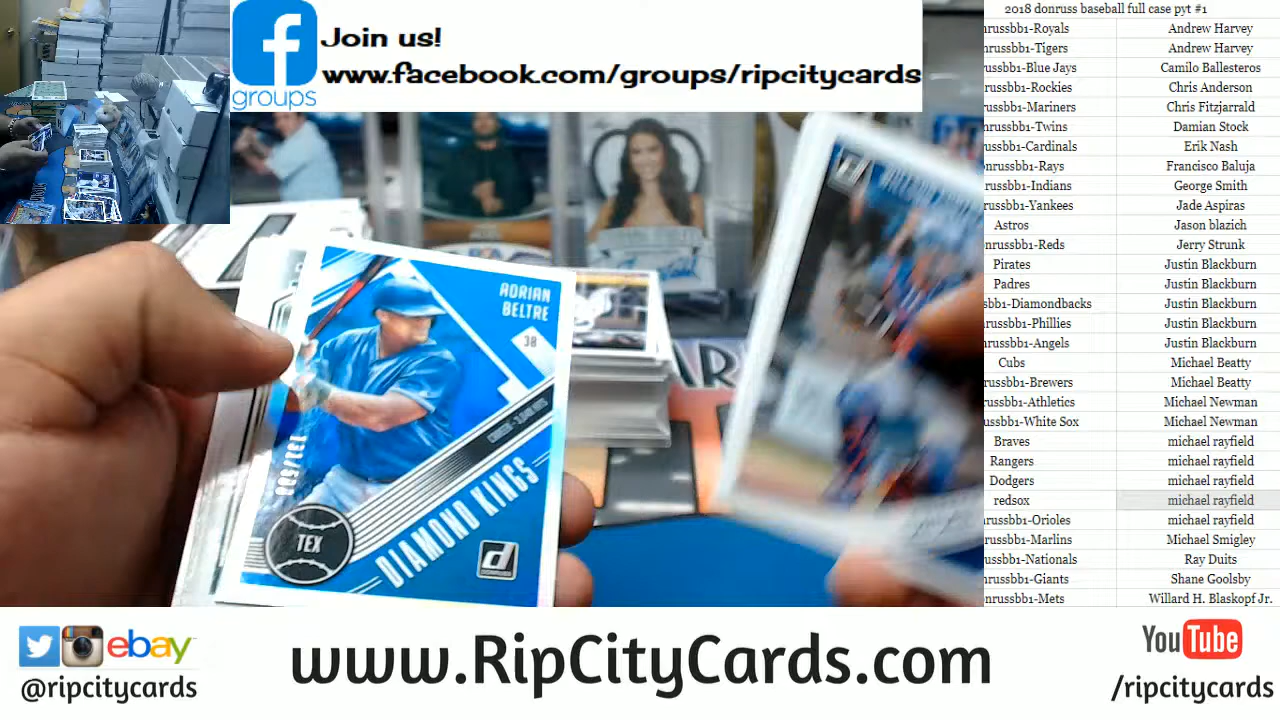 Join us!
www.facebook.com/groups/ripcitycards
groups
2018 donruss baseball full case pyt #1
nrussbb1-Royals Andrew Harvey
nrussbb1-Tigers Andrew Harvey
russbb1-Blue Jays Camilo Ballesteros
nrussbb1-Rockies Chris Anderson
russbb1-Mariners Chris Fitzjarrald
nrussbb1-Twins Damian Stock
russbb1-Cardinals Erik Nash
onrussbb1-Rays Francisco Baluja
nrussbb1-Indians George Smith
russbb1-Yankees Jade Aspiras
Astros Jason blazich
onrussbb1-Reds Jerry Strunk
Pirates Justin Blackburn
Padres Justin Blackburn
sbb1-Diamondbacks Justin Blackburn
russbb1-Phillies Justin Blackburn
nrussbb1-Angels Justin Blackburn
Cubs Michael Beatty
russbb1-Brewers Michael Beatty
russbb1-Athletics Michael Newman
ussbb1-White Sox Michael Newman
Braves michael rayfield
Rangers michael rayfield
Dodgers michael rayfield
redsox michael rayfield
nrussbb1-Orioles michael rayfield
nrussbb1-Marlins Michael Smigley
russbb1-Nationals Ray Duits
nrussbb1-Giants Shane Goolsby
onrussbb1-Mets Willard H. Blaskopf Jr.
ADRIAN
BELTRE
38
DIAMOND KINGS
TEX
d
ebay
@ripcitycards
www.RipCityCards.com
YouTube
/ripcitycards